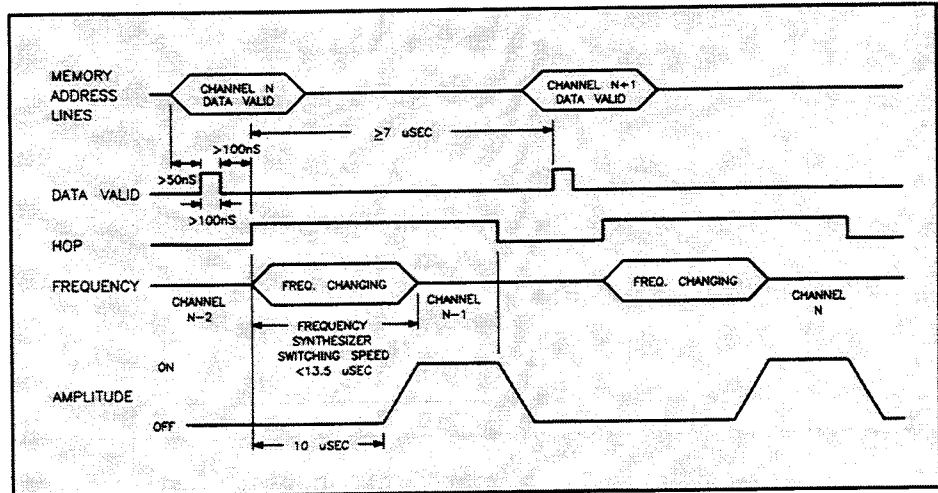 MEMORY
ADDRESS
LINES
CHANNEL N
DATA VALID
CHANNEL N+1
DATA VALID
≥7 uSEC
>100nS
>50nS
DATA VALID
>100nS
HOP
FREQUENCY
FREQ. CHANGING
FREQ. CHANGING
CHANNEL
N-2
CHANNEL
N-1
CHANNEL
N
FREQUENCY
SYNTHESIZER
SWITCHING SPEED
<13.5 uSEC
ON
AMPLITUDE
OFF
10 uSEC